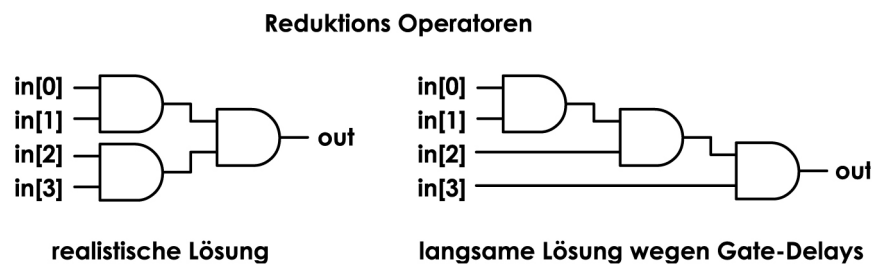 Reduktions Operatoren
in[0]
in[1]
in[2]
in[3]
out
in[0]
in[1]
in[2]
in[3]
out
realistische Lösung
langsame Lösung wegen Gate-Delays